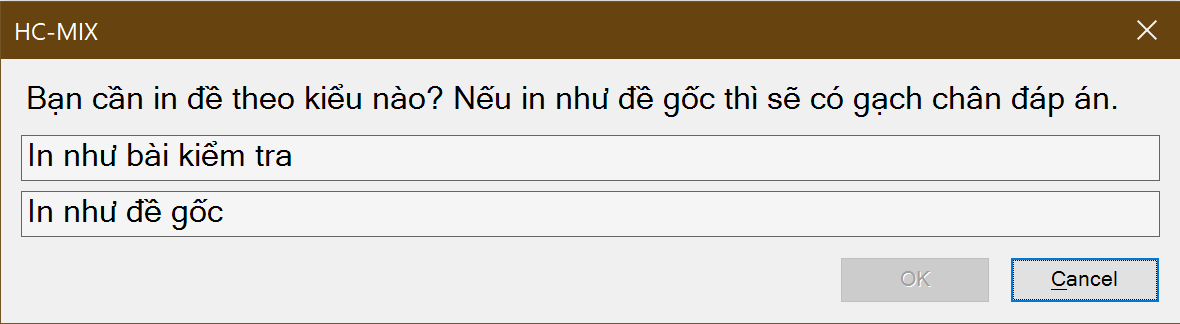 HC-MIX
Bạn cần in đề theo kiểu nào? Nếu in như đề gốc thì sẽ có gạch chân đáp án.
In như bài kiểm tra
In như đề gốc
OK
Cancel